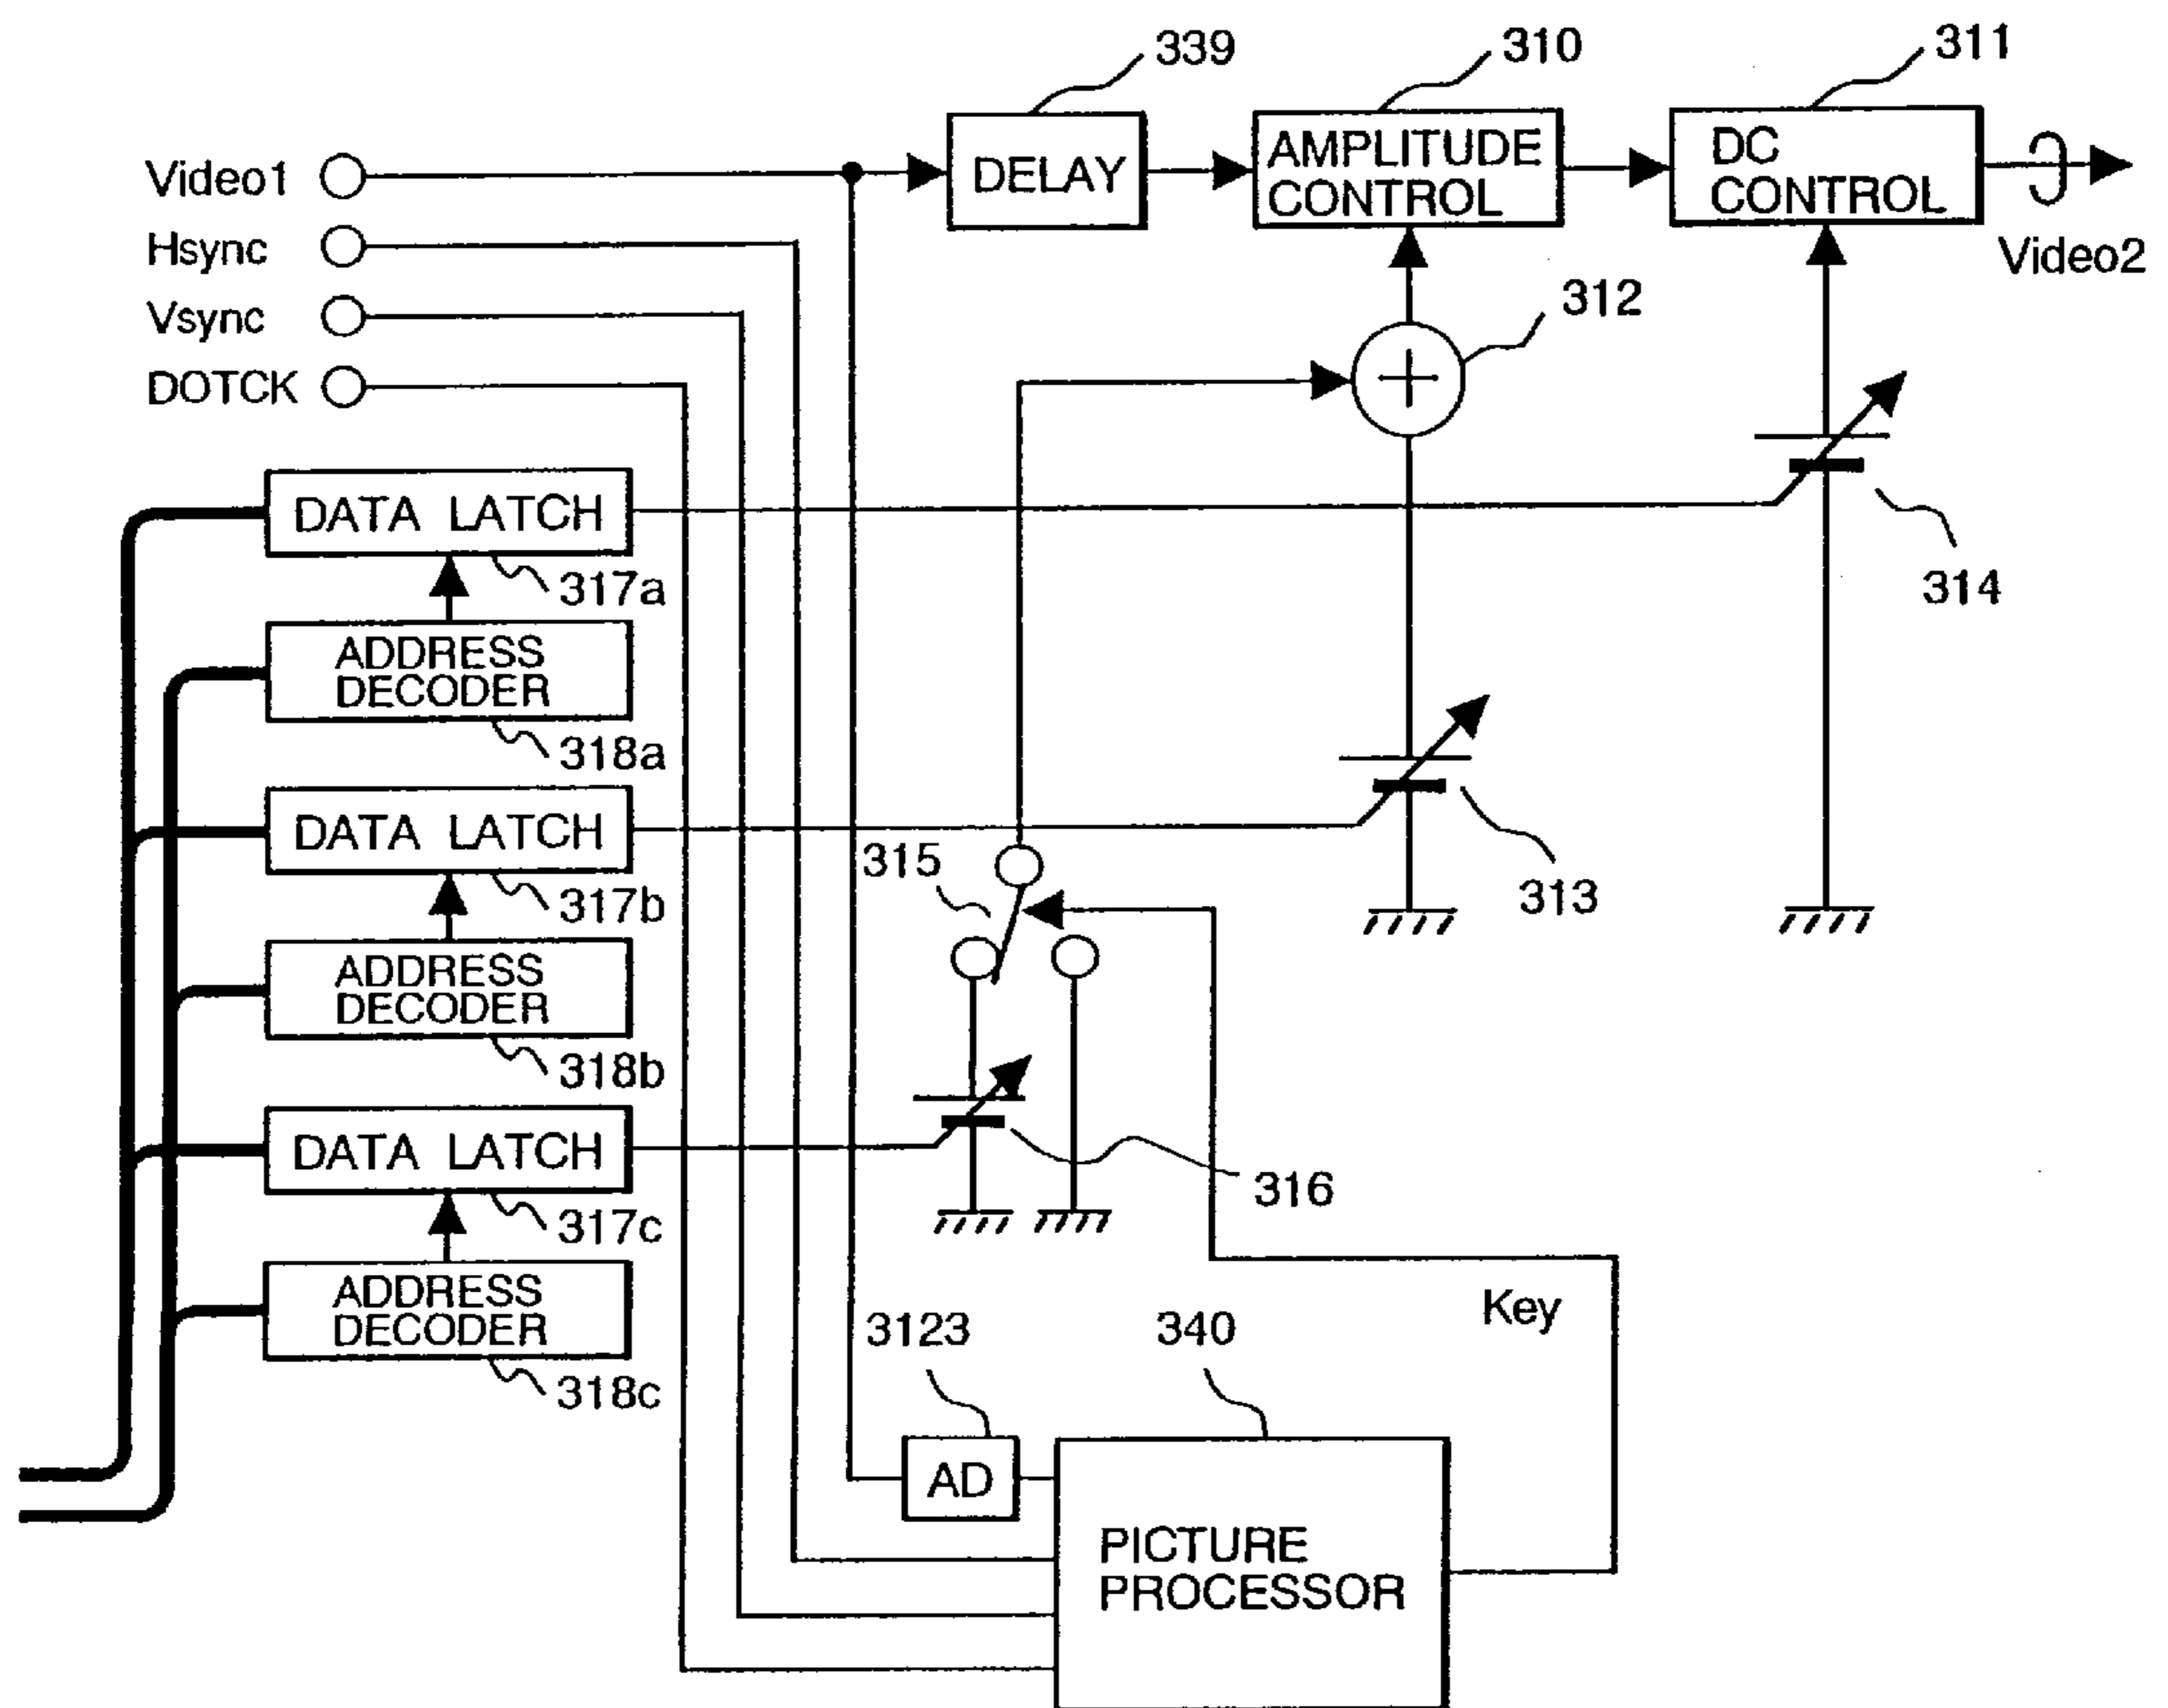 339
310
311
Video1
DELAY
AMPLITUDE
CONTROL
DC
CONTROL
Hsync
Video2
Vsync
312
DOTCK
DATA LATCH
317a
314
ADDRESS
DECODER
318a
DATA LATCH
315
317b
313
ADDRESS
DECODER
318b
DATA LATCH
316
317c
ADDRESS
DECODER
Key
3123
340
318c
AD
PICTURE
PROCESSOR